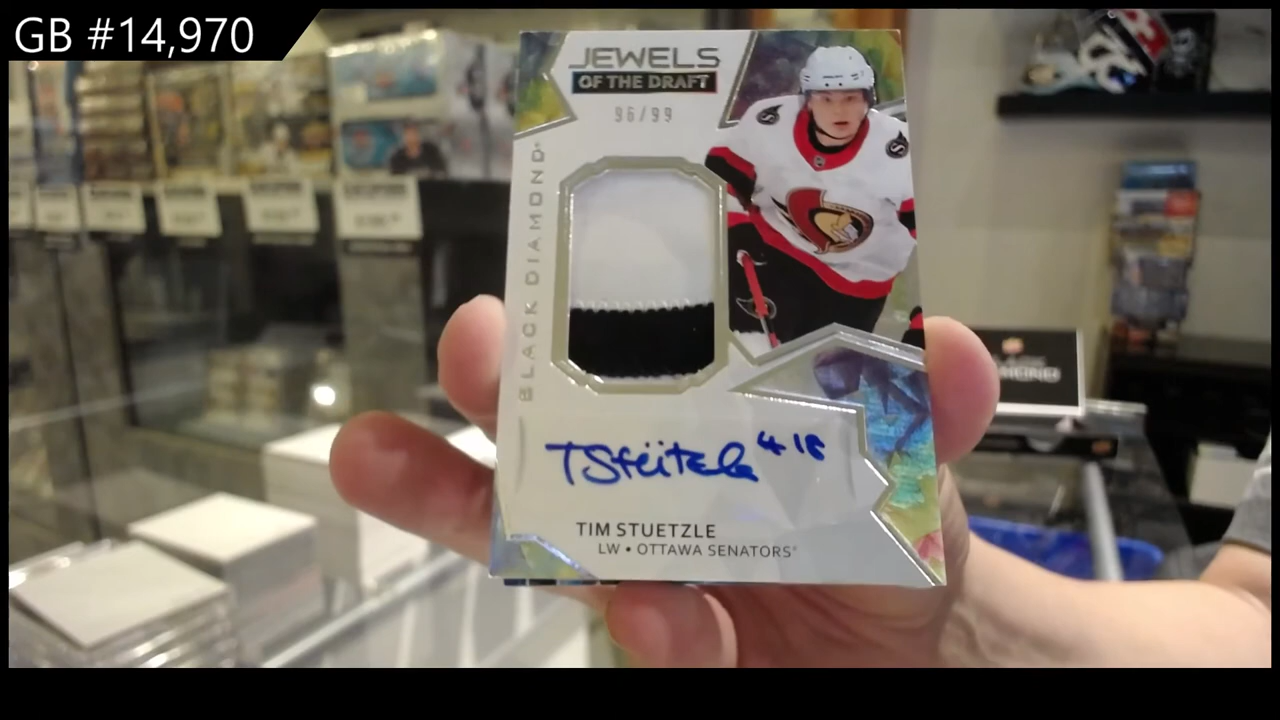 GB #14,970
JEWELS
OF THE DRAFT
96/99
BLACK DIAMOND
TStützle #18
TIM STUETZLE
LW • OTTAWA SENATORS®